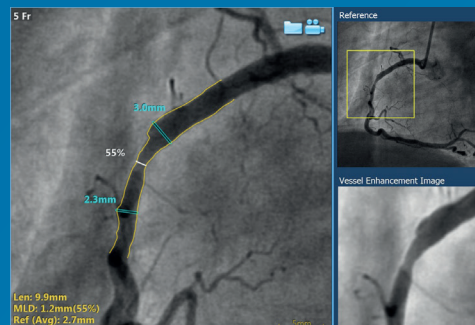 5 Fr
Reference
3.0mm
55%
2.3mm
Vessel Enhancement Image
Len: 9.9mm
MLD: 1.2mm(55%)
Ref (Avg): 2.7mm
5mm